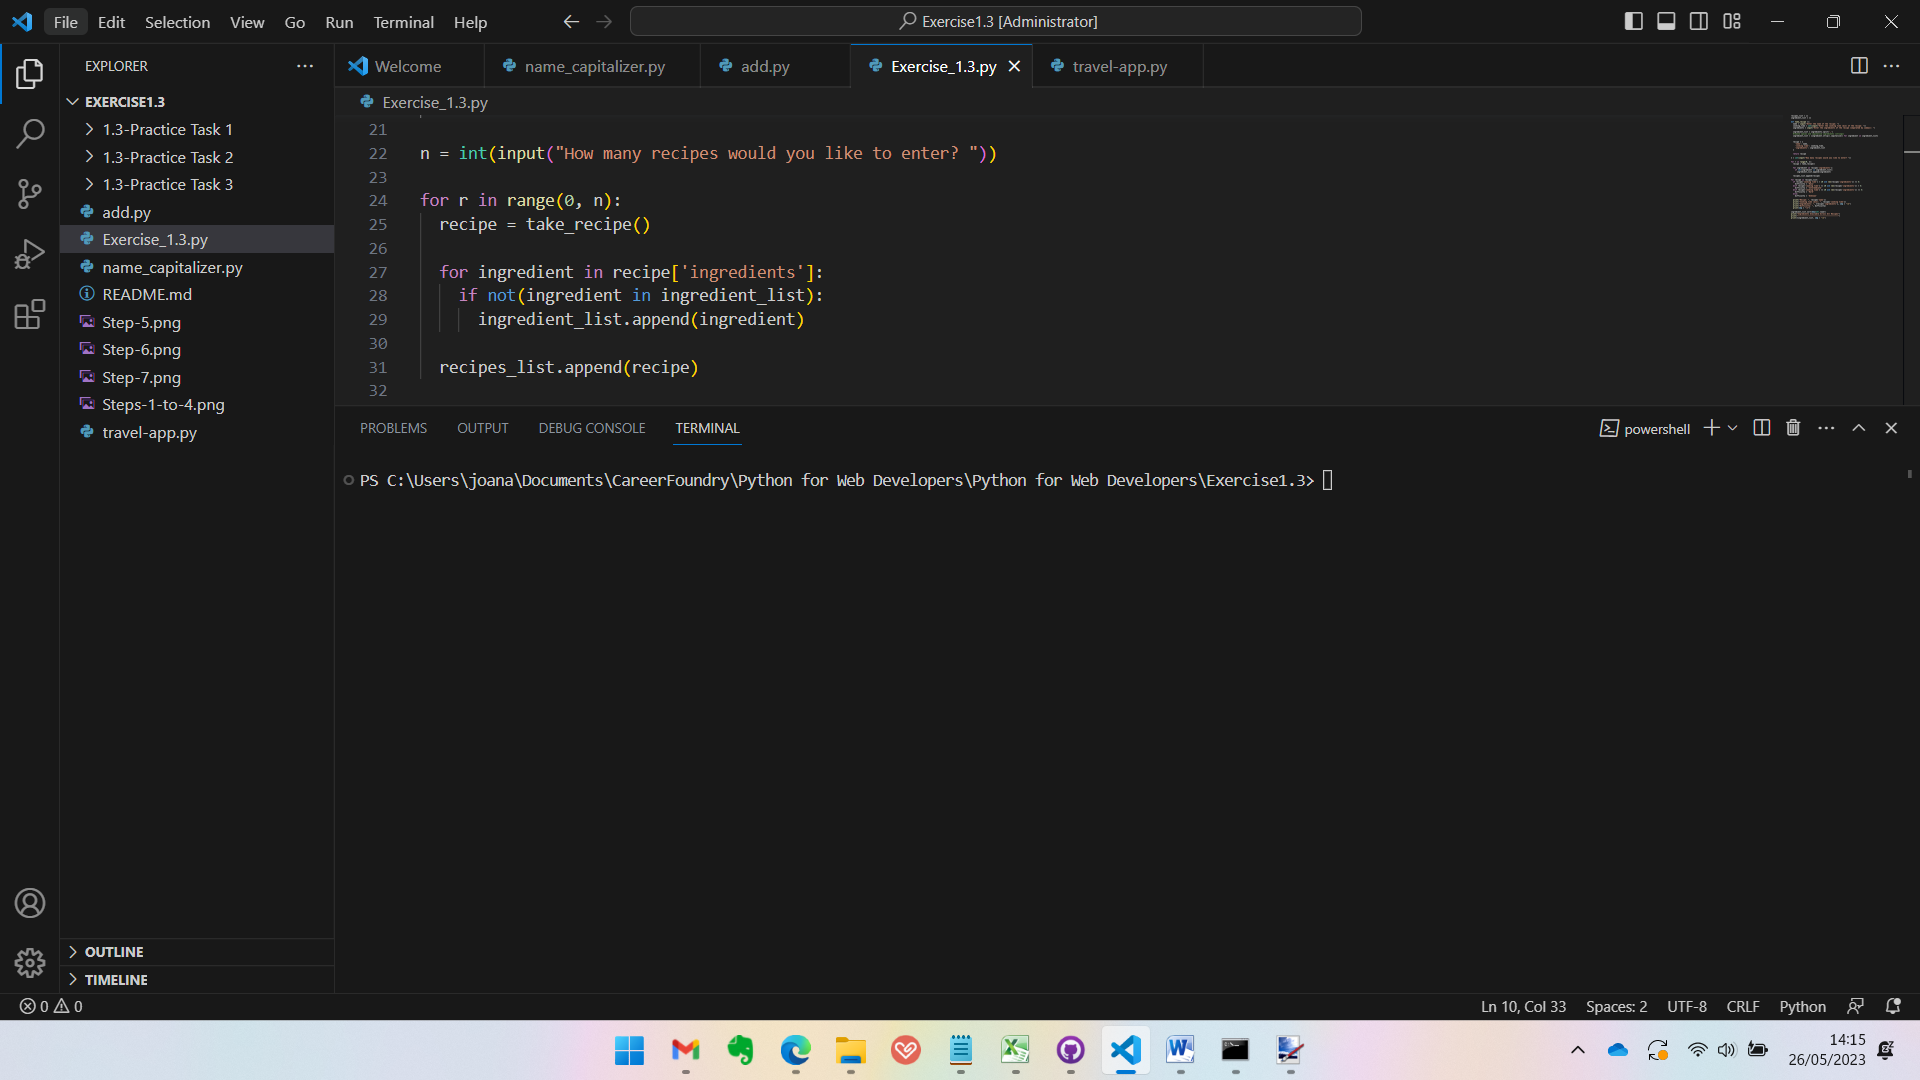 File Edit Selection View Go Run Terminal Help
Exercise1.3 [Administrator]
EXPLORER
EXERCISE1.3
1.3-Practice Task 1
1.3-Practice Task 2
1.3-Practice Task 3
add.py
Exercise_1.3.py
name_capitalizer.py
README.md
Step-5.png
Step-6.png
Step-7.png
Steps-1-to-4.png
travel-app.py
OUTLINE
TIMELINE
Welcome name_capitalizer.py add.py Exercise_1.3.py travel-app.py
Exercise_1.3.py
21
22 n = int(input("How many recipes would you like to enter? "))
23
24 for r in range(0, n):
25 recipe = take_recipe()
26
27 for ingredient in recipe['ingredients']:
28 if not(ingredient in ingredient_list):
29 ingredient_list.append(ingredient)
30
31 recipes_list.append(recipe)
32
PROBLEMS OUTPUT DEBUG CONSOLE TERMINAL powershell
PS C:\Users\joana\Documents\CareerFoundry\Python for Web Developers\Python for Web Developers\Exercise1.3>
0 0 Ln 10, Col 33 Spaces: 2 UTF-8 CRLF Python
14:15
26/05/2023